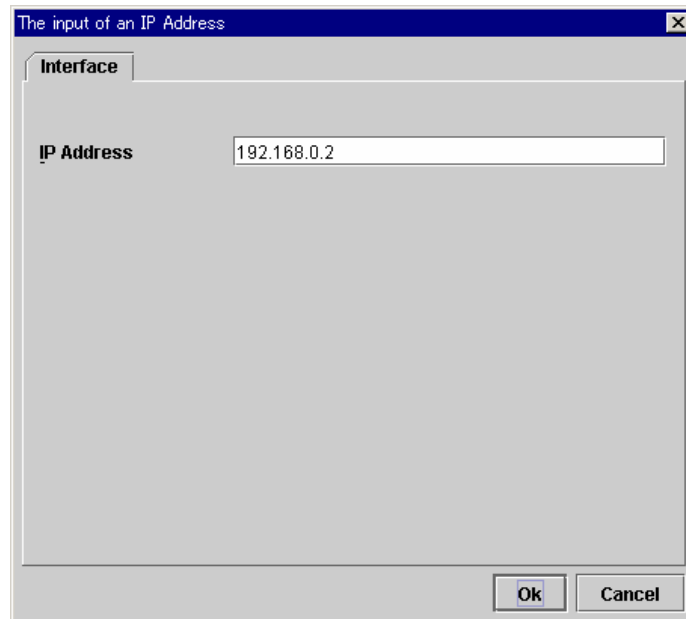 The input of an IP Address
Interface
IP Address
192.168.0.2
Ok
Cancel